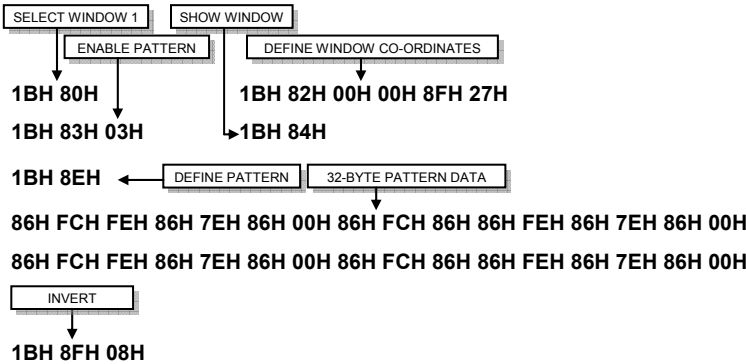 SELECT WINDOW 1 SHOW WINDOW
ENABLE PATTERN DEFINE WINDOW CO-ORDINATES
1BH 80H 1BH 82H 00H 00H 8FH 27H
1BH 83H 03H 1BH 84H
1BH 8EH DEFINE PATTERN 32-BYTE PATTERN DATA
86H FCH FEH 86H 7EH 86H 00H 86H FCH 86H 86H FEH 86H 7EH 86H 00H
86H FCH FEH 86H 7EH 86H 00H 86H FCH 86H 86H FEH 86H 7EH 86H 00H
INVERT
1BH 8FH 08H